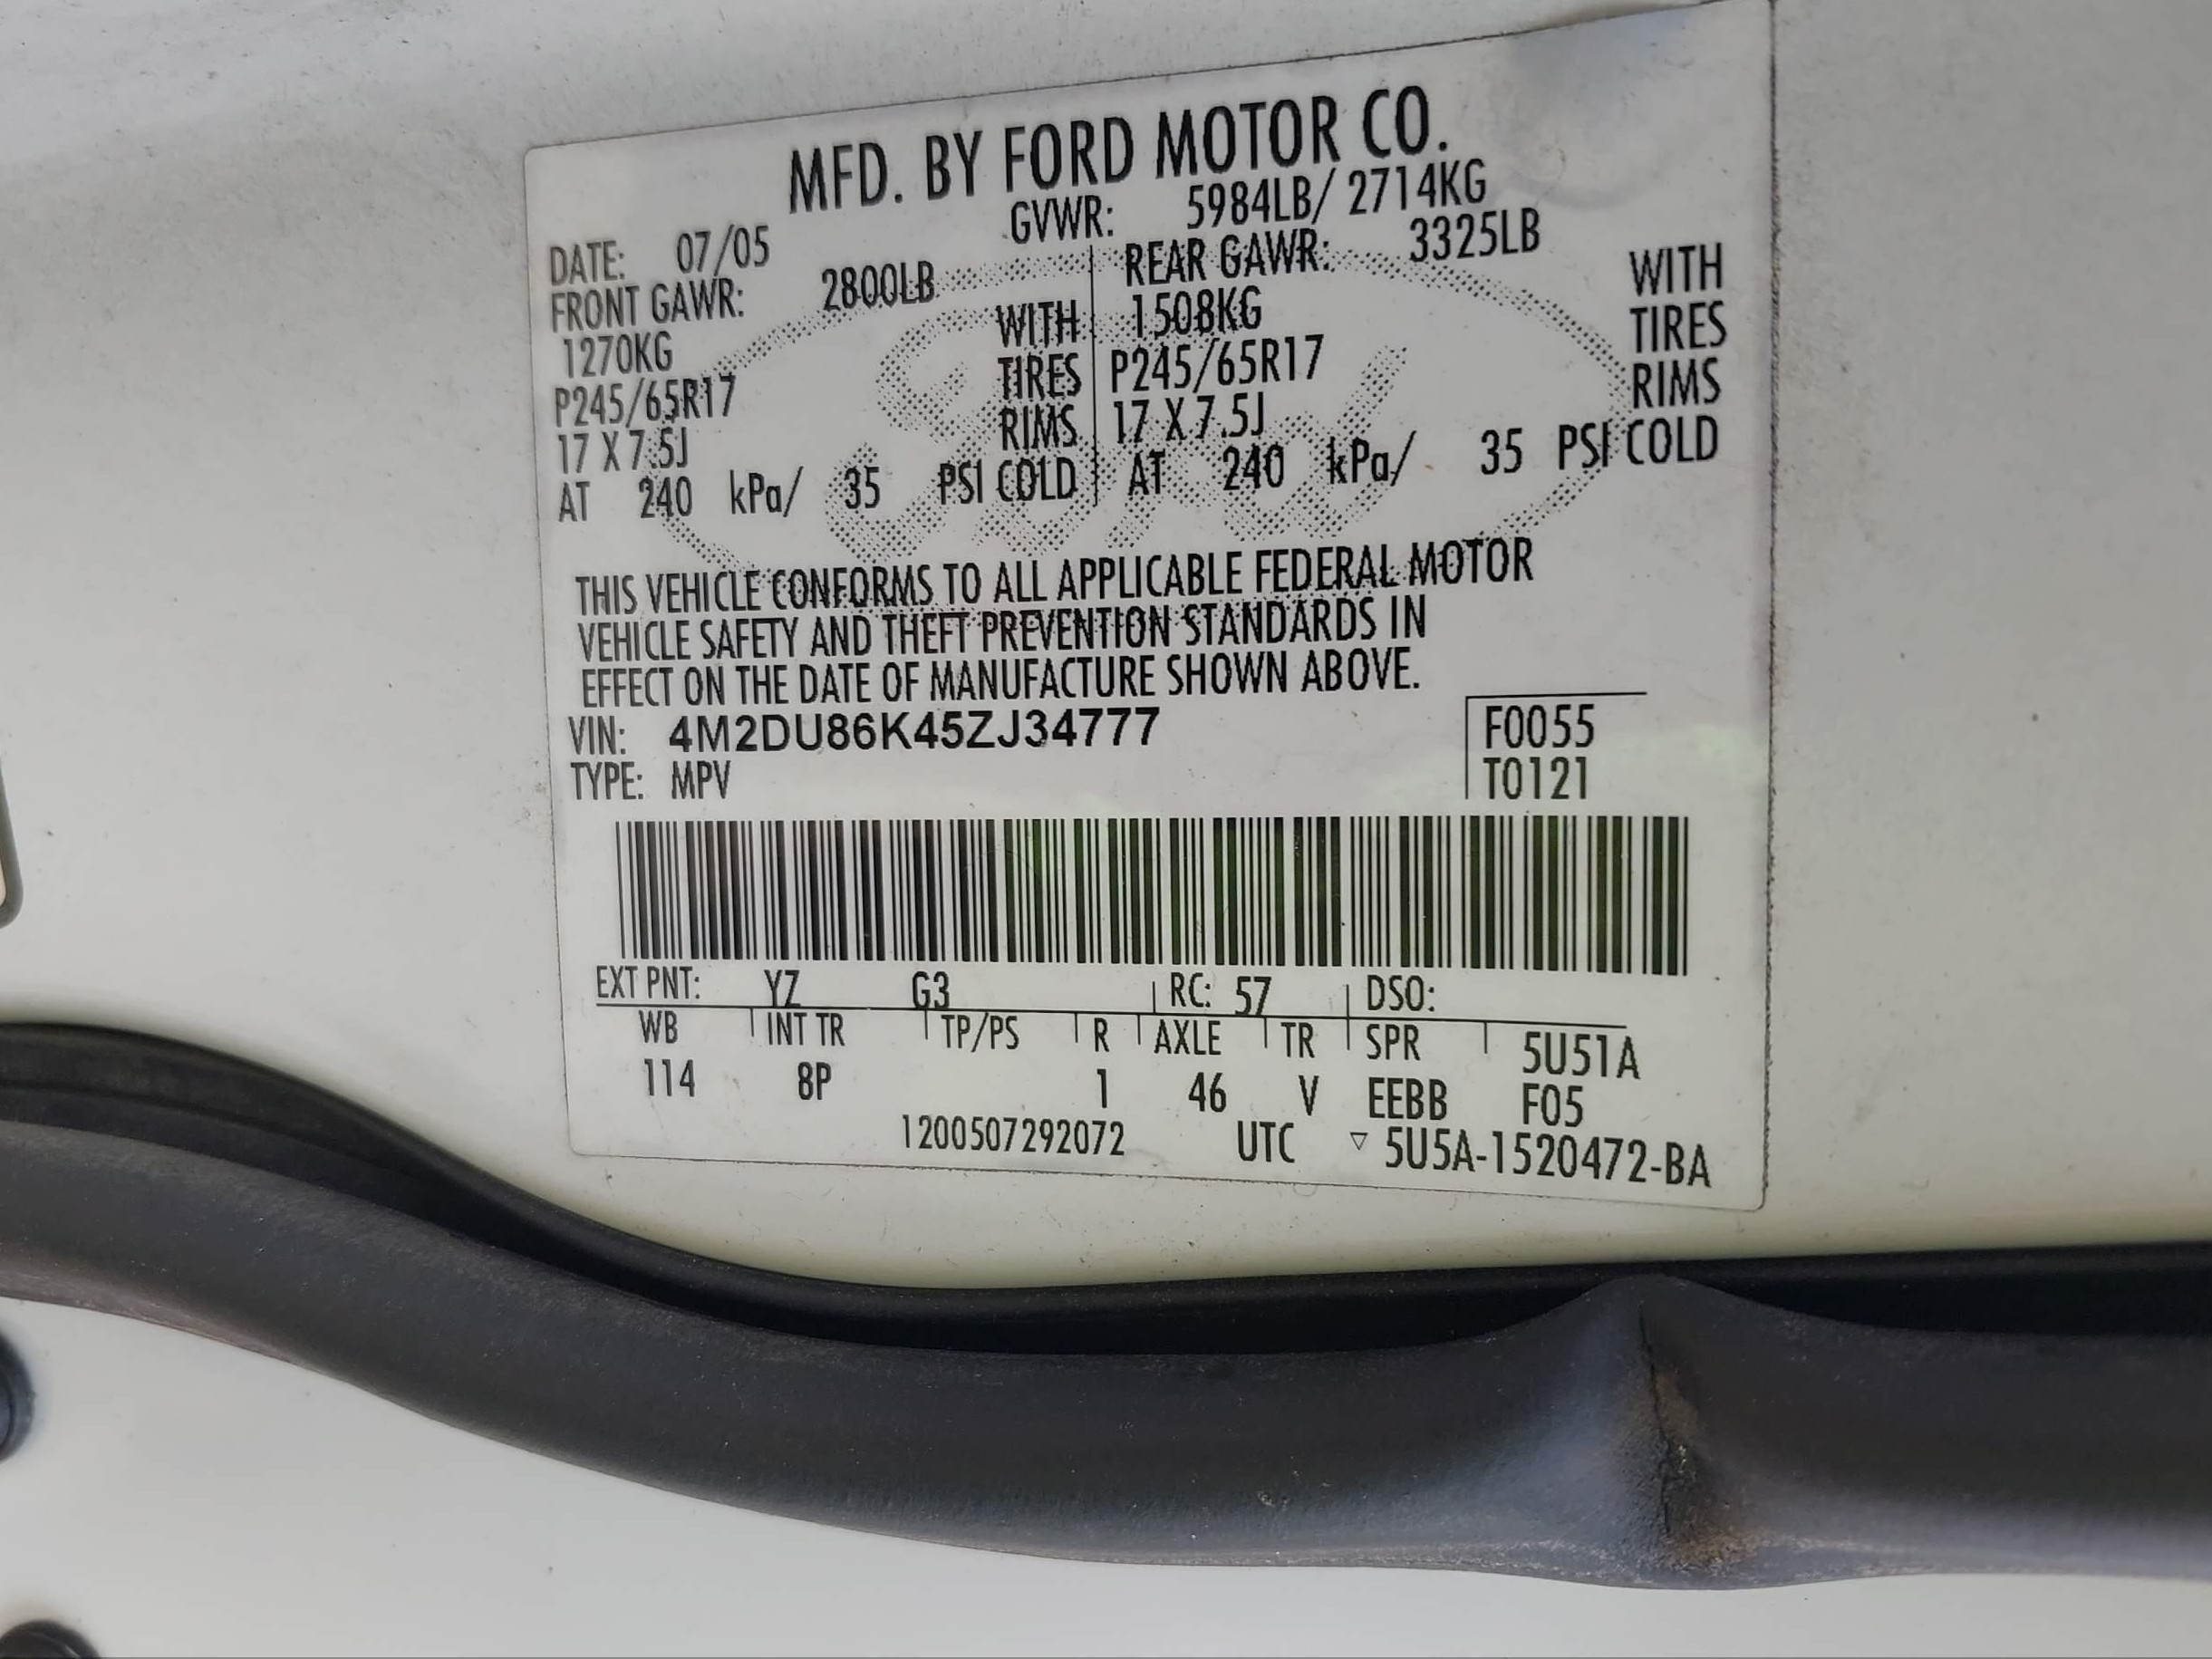 MFD. BY FORD MOTOR CO.
DATE: 07/05 GVWR: 5984LB/ 2714KG
FRONT GAWR: 2800LB REAR GAWR: 3325LB
1270KG WITH 1508KG WITH
P245/65R17 TIRES P245/65R17 TIRES
17 X 7.5J RIMS 17 X 7.5J RIMS
AT 240 kPa/ 35 PSI COLD AT 240 kPa/ 35 PSI COLD
THIS VEHICLE CONFORMS TO ALL APPLICABLE FEDERAL MOTOR
VEHICLE SAFETY AND THEFT PREVENTION STANDARDS IN
EFFECT ON THE DATE OF MANUFACTURE SHOWN ABOVE.
VIN: 4M2DU86K45ZJ34777 F0055
TYPE: MPV T0121
EXT PNT: YZ G3 RC: 57 DSO:
WB INT TR TP/PS R AXLE TR SPR 5U51A
114 8P 1 46 V EEBB F05
1200507292072 UTC ▽ 5U5A-1520472-BA